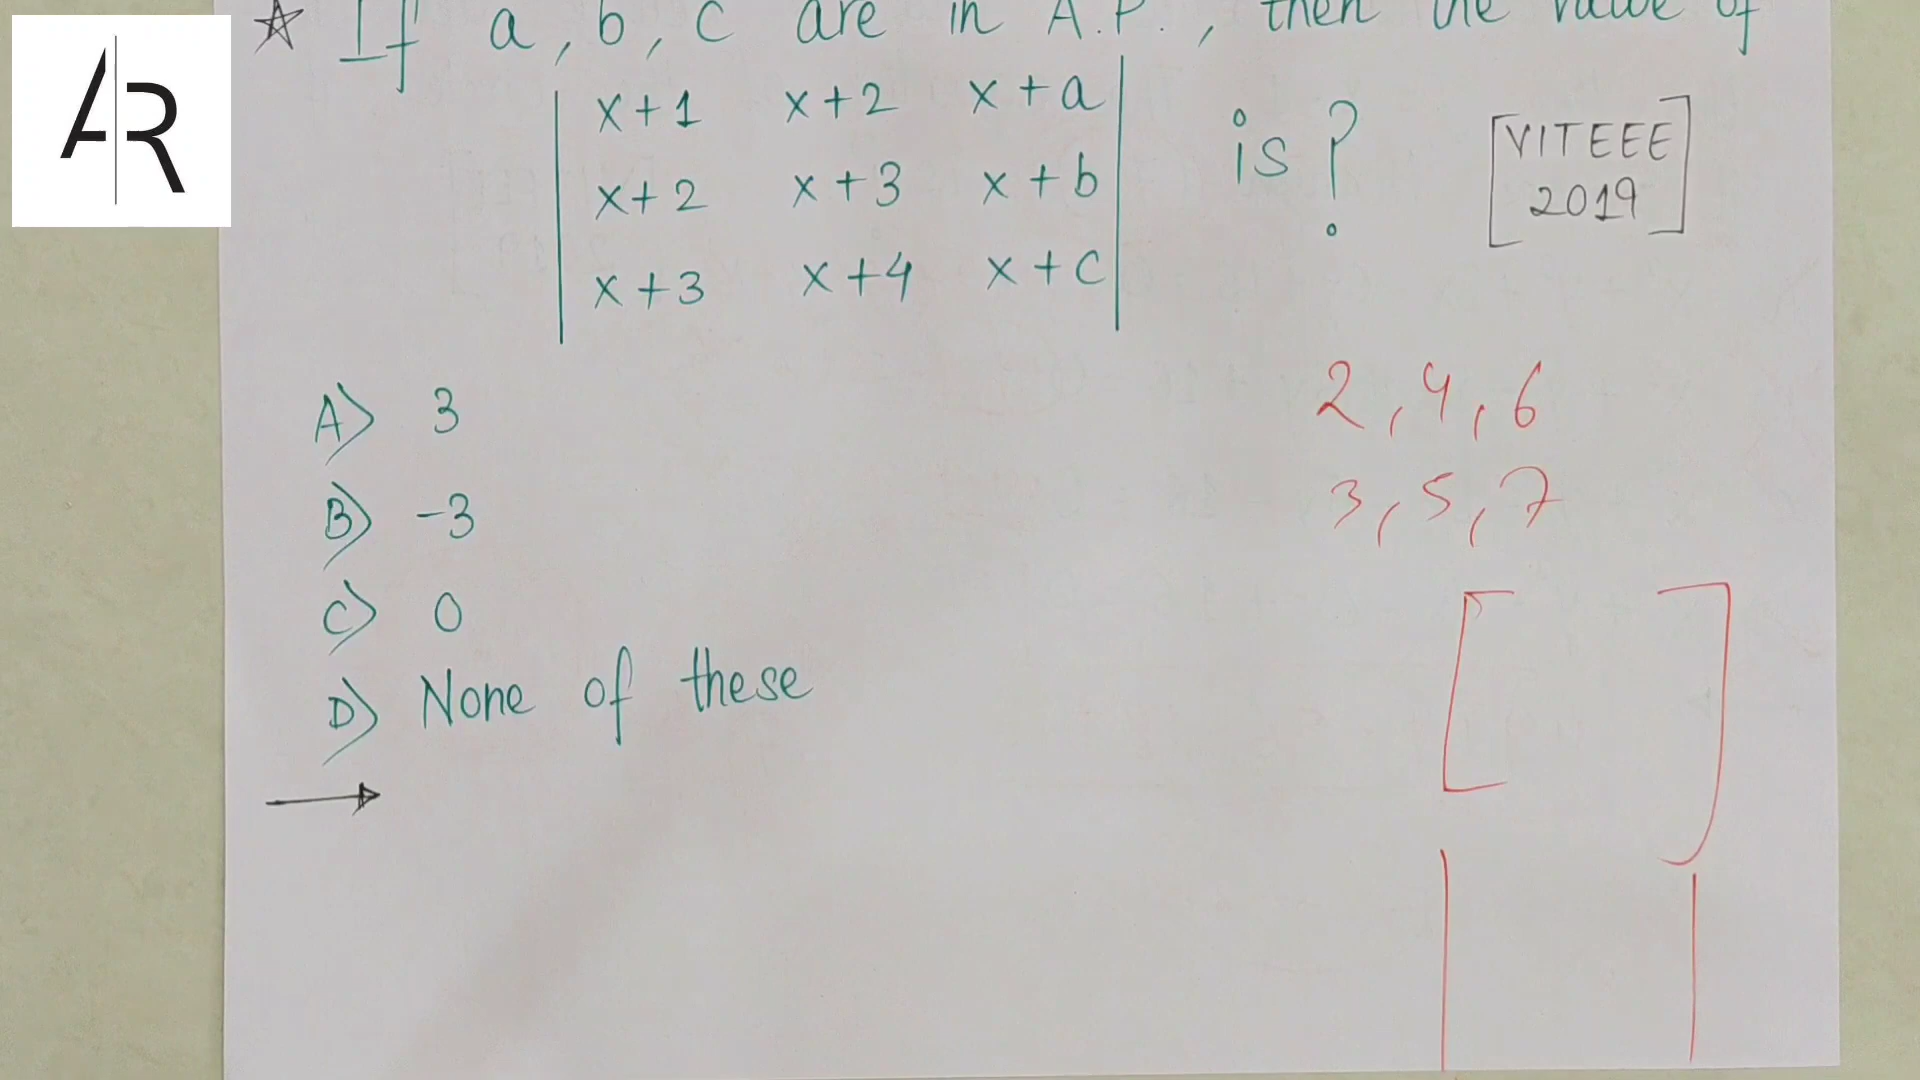 AR
☆ If a, b, c are in A.P., then the value of
| x+1 x+2 x+a |
| x+2 x+3 x+b | is ?
| x+3 x+4 x+c |
[VITEEE
2019]
A) 3
B) -3
C) 0
D) None of these
→
2, 4, 6
3, 5, 7